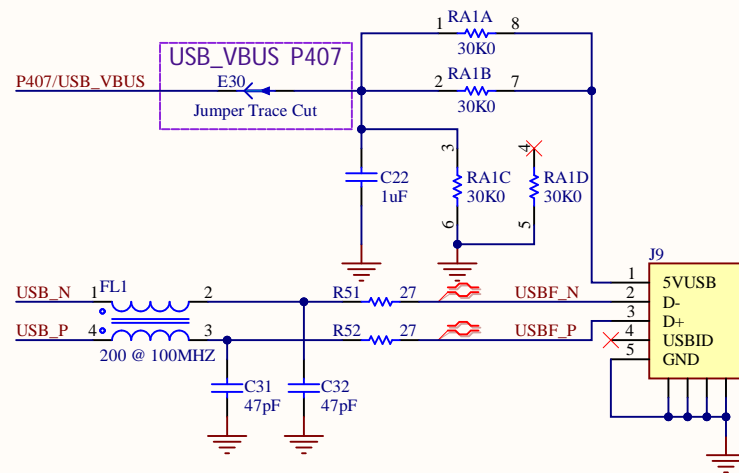 RA1A
1 8
30K0
USB_VBUS P407
P407/USB_VBUS
E30
Jumper Trace Cut
RA1B
2 7
30K0
3
4
C22
1uF
RA1C
30K0
RA1D
30K0
6
5
J9
1 5VUSB
2 D-
3 D+
4 USBID
5 GND
USB_N
1 FL1 2
R51 27
USBF_N
USB_P
4 3
R52 27
USBF_P
200 @ 100MHZ
C31
47pF
C32
47pF